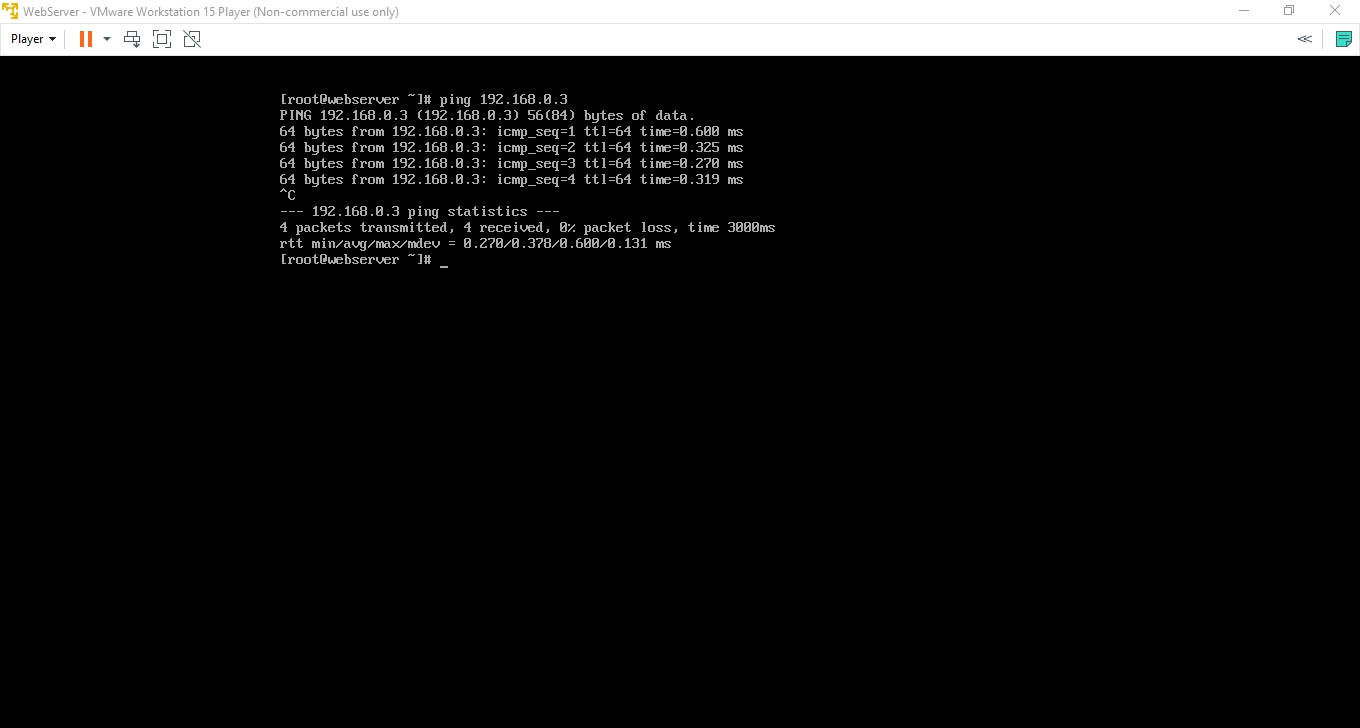 WebServer - VMware Workstation 15 Player (Non-commercial use only)
Player
[root@webserver ~]# ping 192.168.0.3
PING 192.168.0.3 (192.168.0.3) 56(84) bytes of data.
64 bytes from 192.168.0.3: icmp_seq=1 ttl=64 time=0.600 ms
64 bytes from 192.168.0.3: icmp_seq=2 ttl=64 time=0.325 ms
64 bytes from 192.168.0.3: icmp_seq=3 ttl=64 time=0.270 ms
64 bytes from 192.168.0.3: icmp_seq=4 ttl=64 time=0.319 ms
^C
--- 192.168.0.3 ping statistics ---
4 packets transmitted, 4 received, 0% packet loss, time 3000ms
rtt min/avg/max/mdev = 0.270/0.378/0.600/0.131 ms
[root@webserver ~]# _